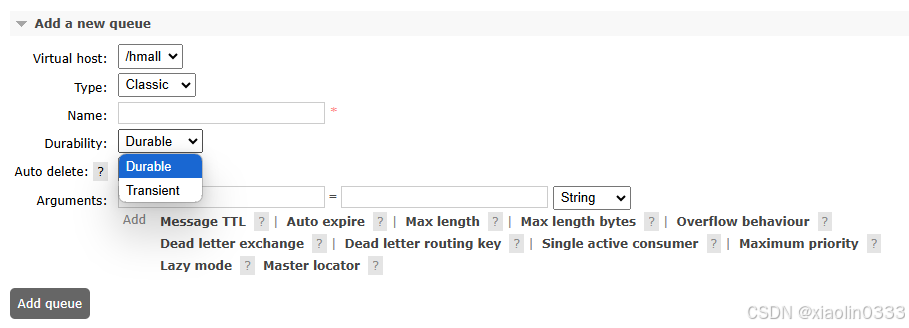 Add a new queue
Virtual host: /hmall
Type: Classic
Name: *
Durability: Durable
Durable
Auto delete: ?
Transient
Arguments: = String
Add Message TTL ? | Auto expire ? | Max length ? | Max length bytes ? | Overflow behaviour ?
Dead letter exchange ? | Dead letter routing key ? | Single active consumer ? | Maximum priority ?
Lazy mode ? Master locator ?
Add queue
CSDN @xiaolin0333